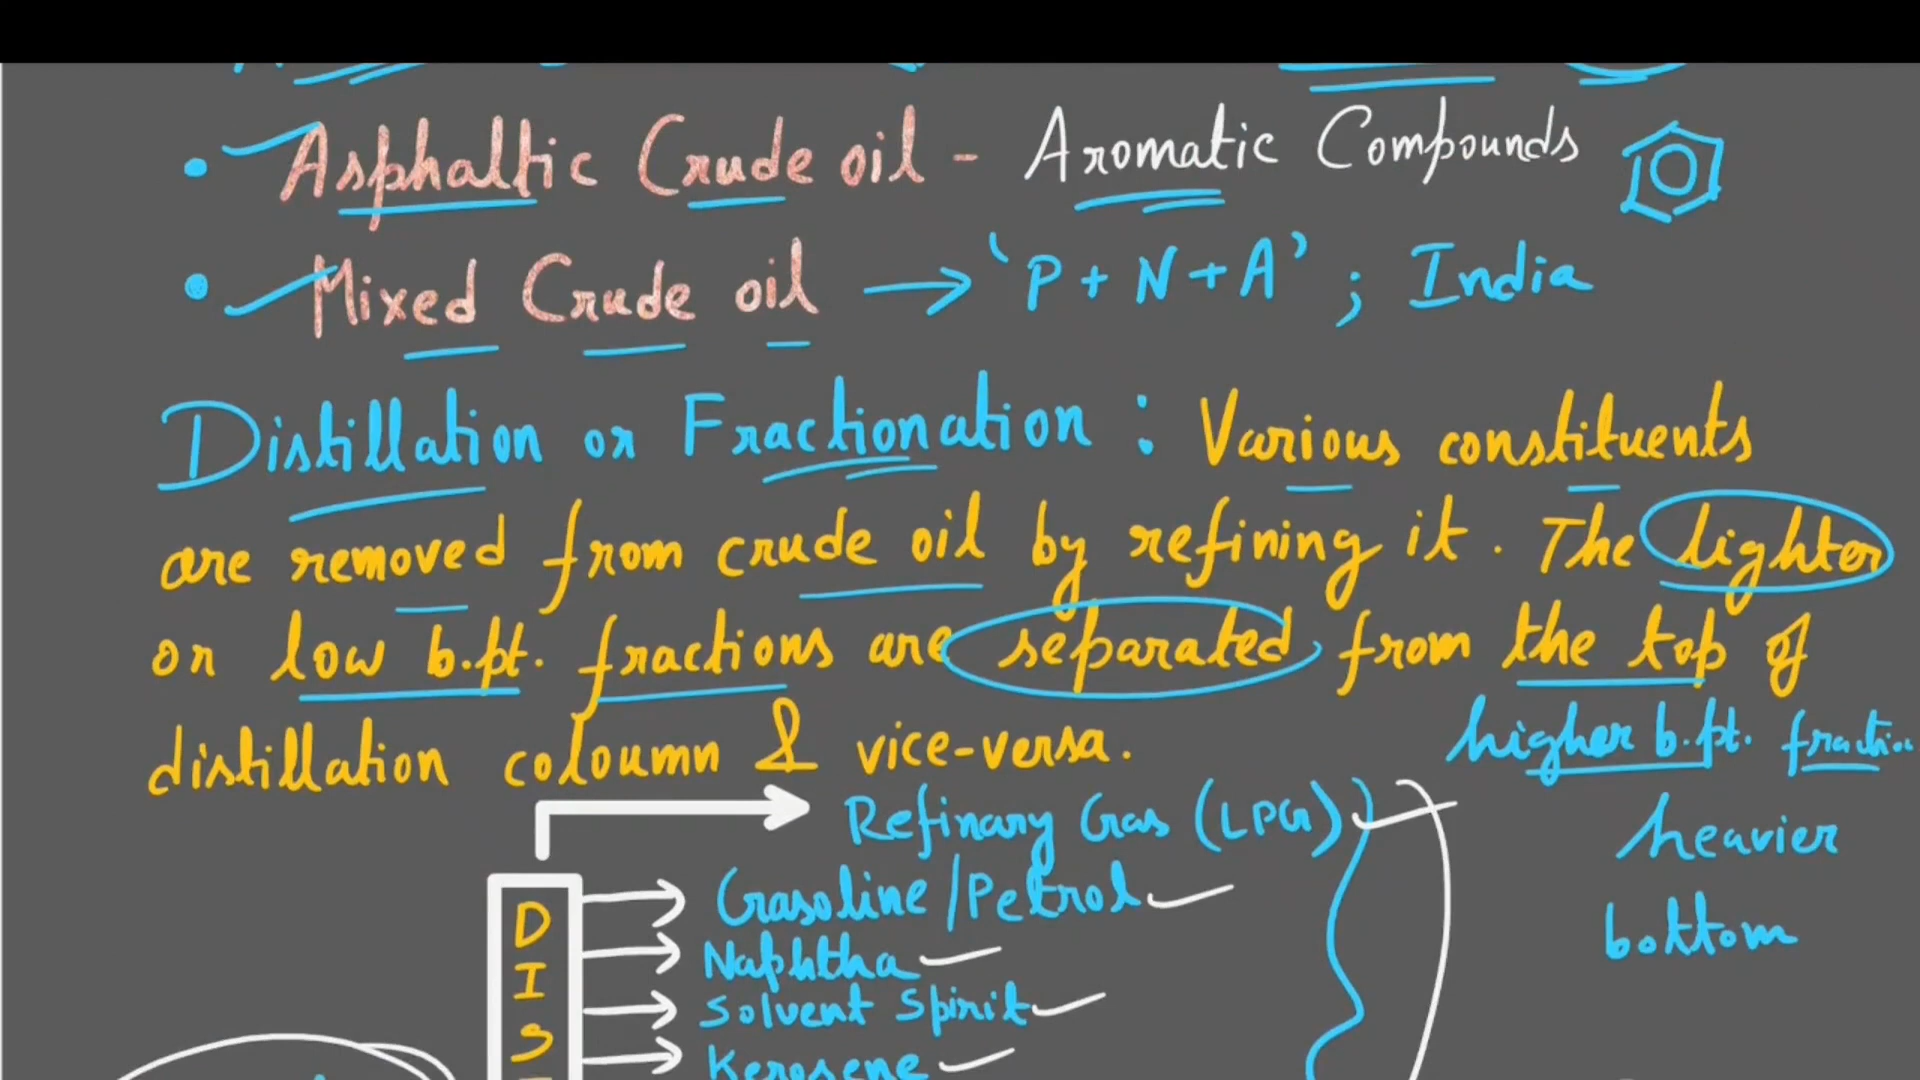 • Asphaltic Crude oil - Aromatic Compounds
• Mixed Crude oil → 'P + N + A' ; India
Distillation or Fractionation : Various constituents
are removed from crude oil by refining it. The lighter
or low b.pt. fractions are separated from the top of
distillation coloumn & vice-versa.
higher b.pt. fractio
heavier
bottom
Refinary Gas (LPG)
Gasoline/Petrol
Naphtha
Solvent Spirit
Kerosene
D
I
S